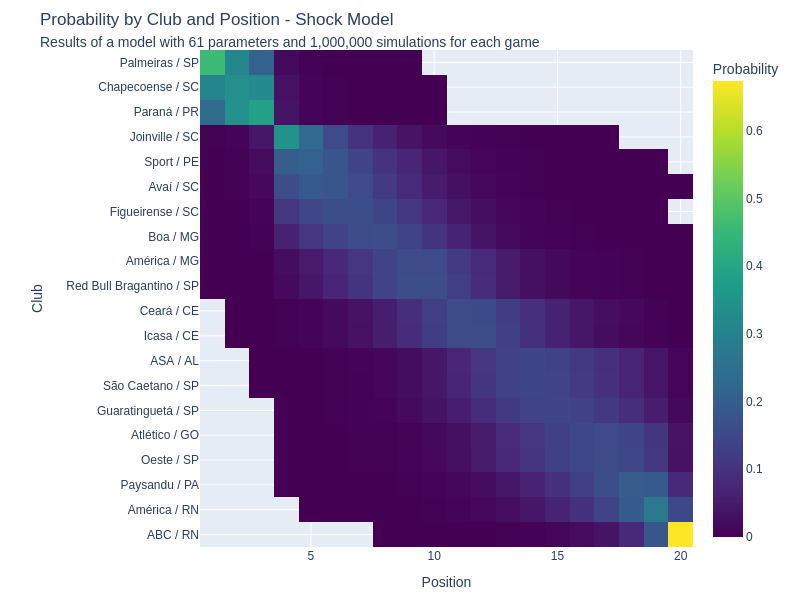 Probability by Club and Position - Shock Model
Results of a model with 61 parameters and 1,000,000 simulations for each game
Probability
Club
Palmeiras / SP
Chapecoense / SC
Paraná / PR
Joinville / SC
Sport / PE
Avaí / SC
Figueirense / SC
Boa / MG
América / MG
Red Bull Bragantino / SP
Ceará / CE
Icasa / CE
ASA / AL
São Caetano / SP
Guaratinguetá / SP
Atlético / GO
Oeste / SP
Paysandu / PA
América / RN
ABC / RN
0.6
0.5
0.4
0.3
0.2
0.1
0
5
10
15
20
Position